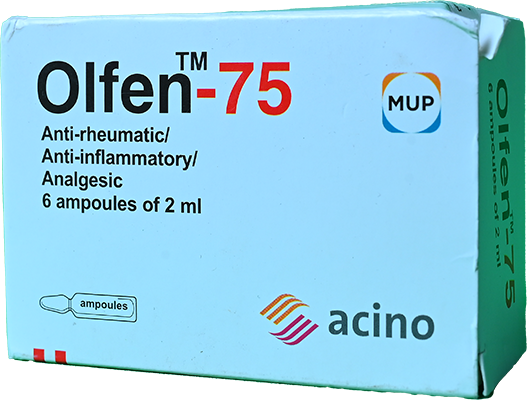 Olfen™-75
Anti-rheumatic/
Anti-inflammatory/
Analgesic
6 ampoules of 2 ml
MUP
ampoules
acino
Olfen™-75
6 ampoules of 2 ml